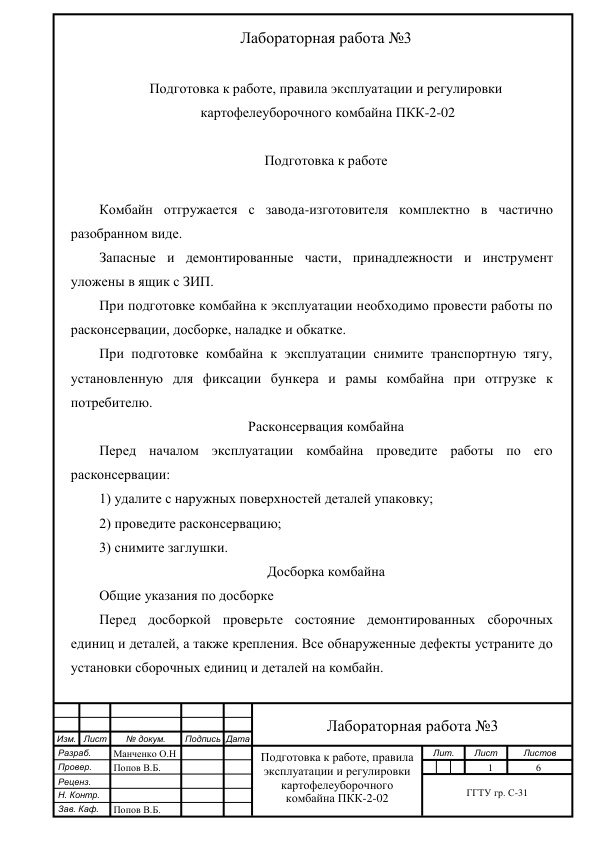 Лабораторная работа №3
Подготовка к работе, правила эксплуатации и регулировки
картофелеуборочного комбайна ПКК-2-02
Подготовка к работе
Комбайн отгружается с завода-изготовителя комплектно в частично
разобранном виде.
Запасные и демонтированные части, принадлежности и инструмент
уложены в ящик с ЗИП.
При подготовке комбайна к эксплуатации необходимо провести работы по
расконсервации, досборке, наладке и обкатке.
При подготовке комбайна к эксплуатации снимите транспортную тягу,
установленную для фиксации бункера и рамы комбайна при отгрузке к
потребителю.
Расконсервация комбайна
Перед началом эксплуатации комбайна проведите работы по его
расконсервации:
1) удалите с наружных поверхностей деталей упаковку;
2) проведите расконсервацию;
3) снимите заглушки.
Досборка комбайна
Общие указания по досборке
Перед досборкой проверьте состояние демонтированных сборочных
единиц и деталей, а также крепления. Все обнаруженные дефекты устраните до
установки сборочных единиц и деталей на комбайн.
Лабораторная работа №3
Изм. Лист № докум. Подпись Дата
Разраб. Манченко О.Н
Провер. Попов В.Б.
Реценз.
Н. Контр.
Зав. Каф. Попов В.Б.
Подготовка к работе, правила
эксплуатации и регулировки
картофелеуборочного
комбайна ПКК-2-02
Лит. Лист Листов
1 6
ГГТУ гр. С-31